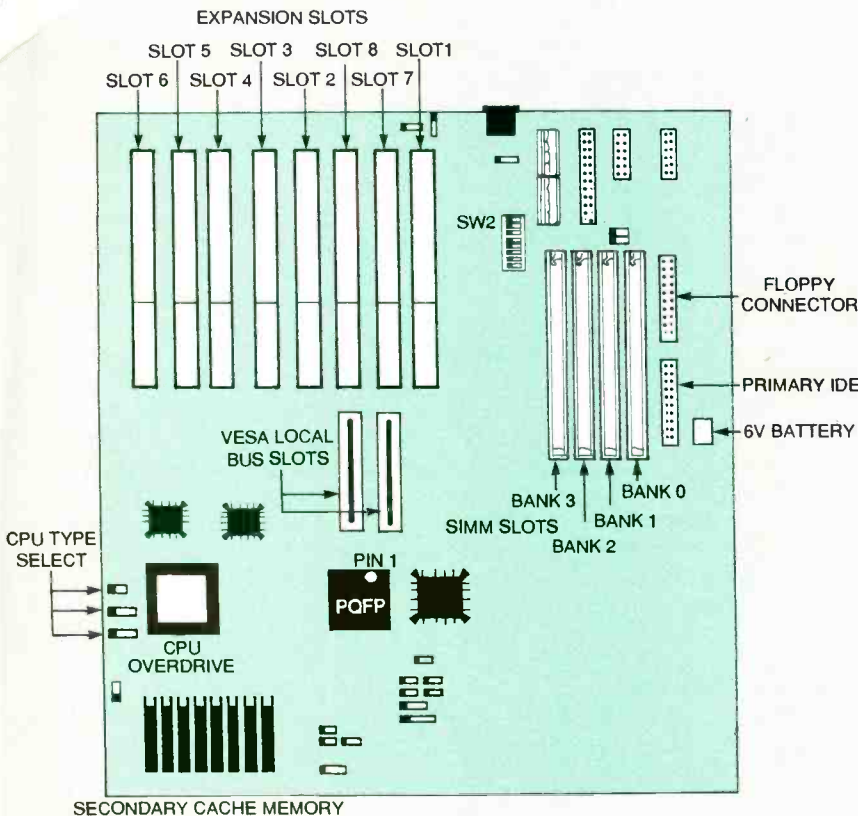 EXPANSION SLOTS
SLOT 5 SLOT 3 SLOT 8 SLOT1
SLOT 6 SLOT 4 SLOT 2 SLOT 7
SW2
FLOPPY
CONNECTOR
PRIMARY IDE
6V BATTERY
VESA LOCAL
BUS SLOTS
BANK 3
BANK 0
SIMM SLOTS
BANK 1
BANK 2
CPU TYPE
SELECT
PIN 1
PQFP
CPU
OVERDRIVE
SECONDARY CACHE MEMORY